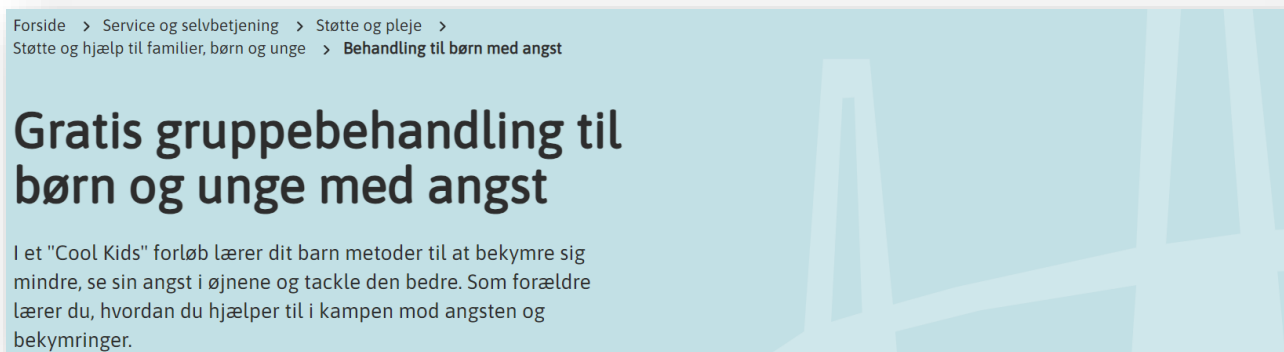 Forside > Service og selvbetjening > Støtte og pleje >
Støtte og hjælp til familier, børn og unge > Behandling til børn med angst
Gratis gruppebehandling til
børn og unge med angst
I et "Cool Kids" forløb lærer dit barn metoder til at bekymre sig
mindre, se sin angst i øjnene og tackle den bedre. Som forældre
lærer du, hvordan du hjælper til i kampen mod angsten og
bekymringer.